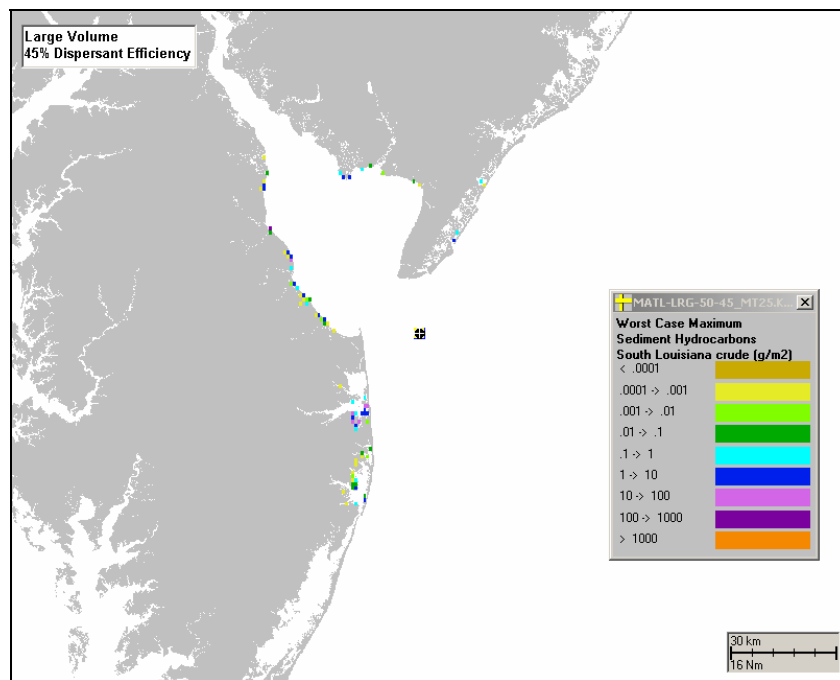 Large Volume
45% Dispersant Efficiency
MATL-LRG-50-45_MT25.K...
Worst Case Maximum
Sediment Hydrocarbons
South Louisiana crude (g/m2)
< .0001
.0001 -> .001
.001 -> .01
.01 -> .1
.1 -> 1
1 -> 10
10 -> 100
100 -> 1000
> 1000
30 km
16 Nm